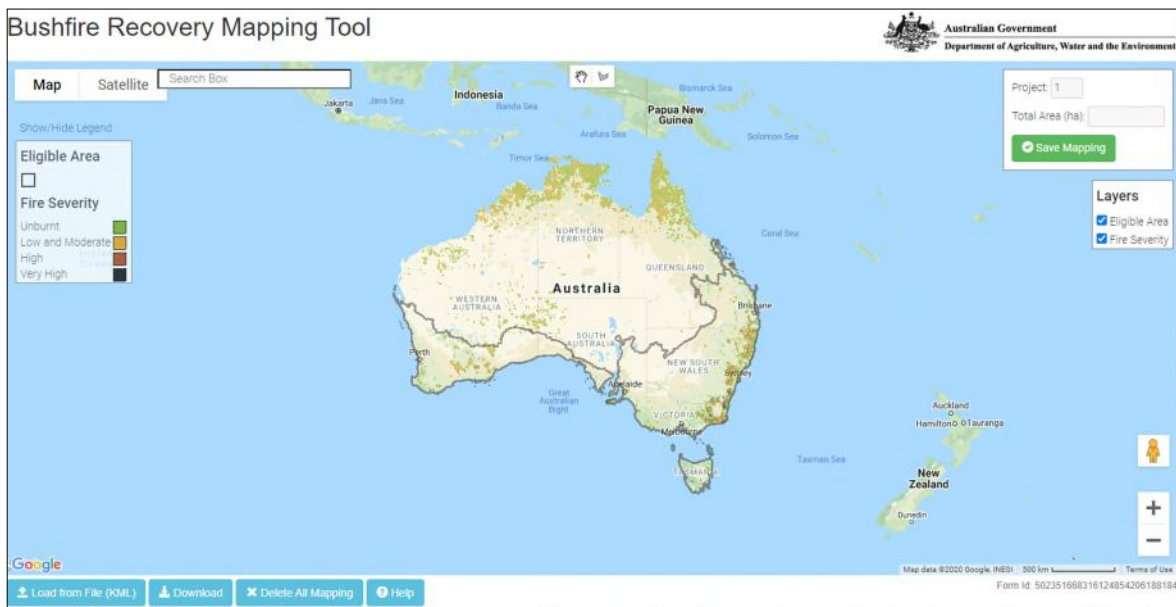 Bushfire Recovery Mapping Tool
Australian Government
Department of Agriculture, Water and the Environment
Map
Satellite
Search Box
Show/Hide Legend
Eligible Area
Fire Severity
Unburnt
Low and Moderate
High
Very High
Project: 1
Total Area (ha):
Save Mapping
Layers
Eligible Area
Fire Severity
Jakarta
Java Sea
Indonesia
Banda Sea
Bismarck Sea
Papua New
Guinea
Arafura Sea
Solomon Sea
Timor Sea
Coral Sea
NORTHERN
TERRITORY
QUEENSLAND
Australia
WESTERN
AUSTRALIA
Brisbane
SOUTH
AUSTRALIA
Perth
NEW SOUTH
WALES
Sydney
Adelaide
Great
Australian
Bight
VICTORIA
Melbourne
TASMANIA
Tasman Sea
Auckland
Hamilton
Tauranga
New
Zealand
Dunedin
+
−
Google
Map data ©2020 Google, INEGI
500 km
Terms of Use
Load from File (KML)
Download
Delete All Mapping
Help
Form Id: 502351668316124854206188184